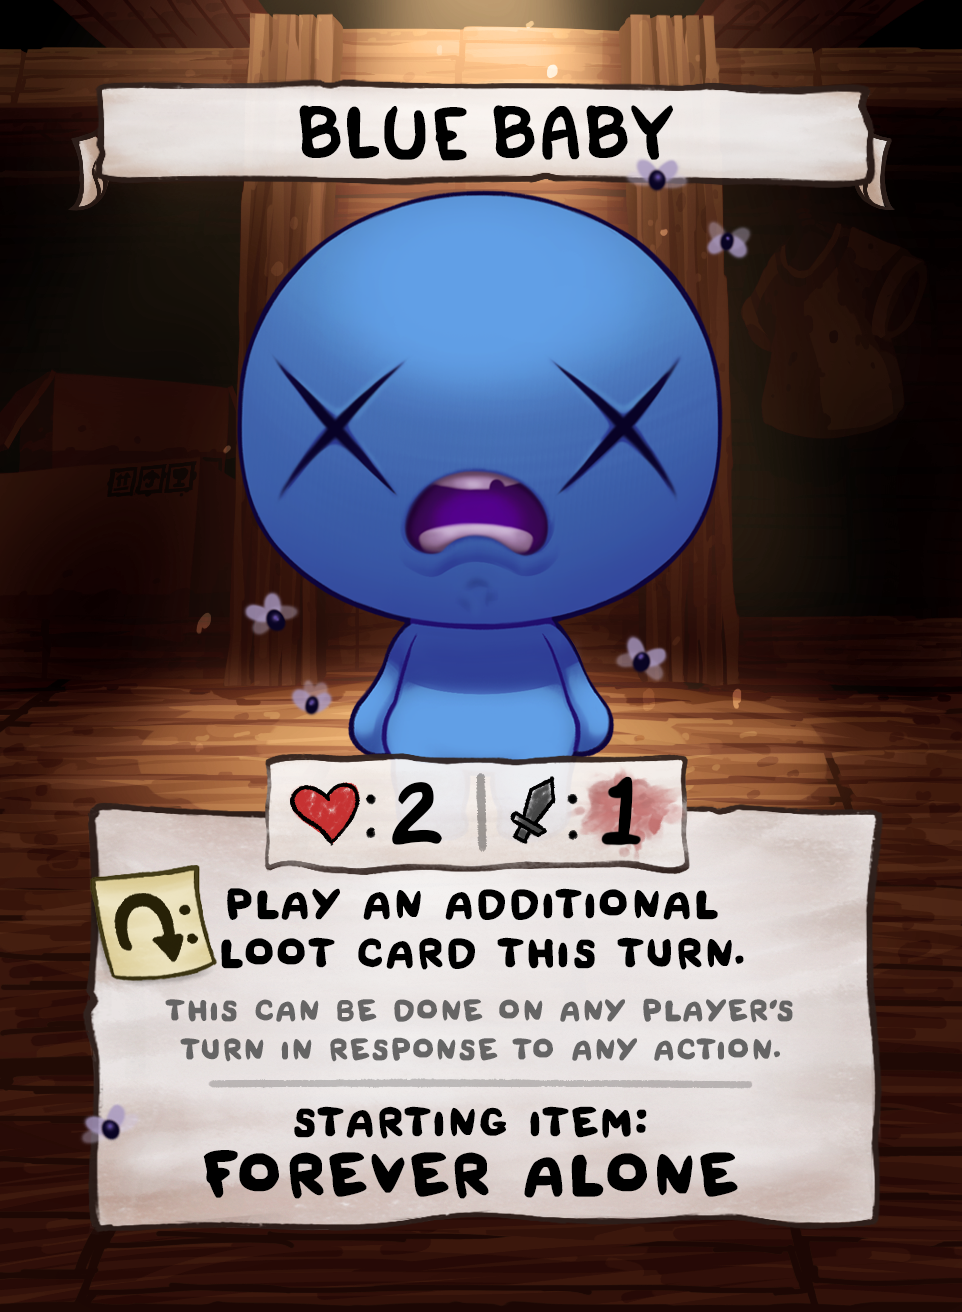 BLUE BABY
: 2 | : 1
: PLAY AN ADDITIONAL
LOOT CARD THIS TURN.
THIS CAN BE DONE ON ANY PLAYER'S
TURN IN RESPONSE TO ANY ACTION.
STARTING ITEM:
FOREVER ALONE